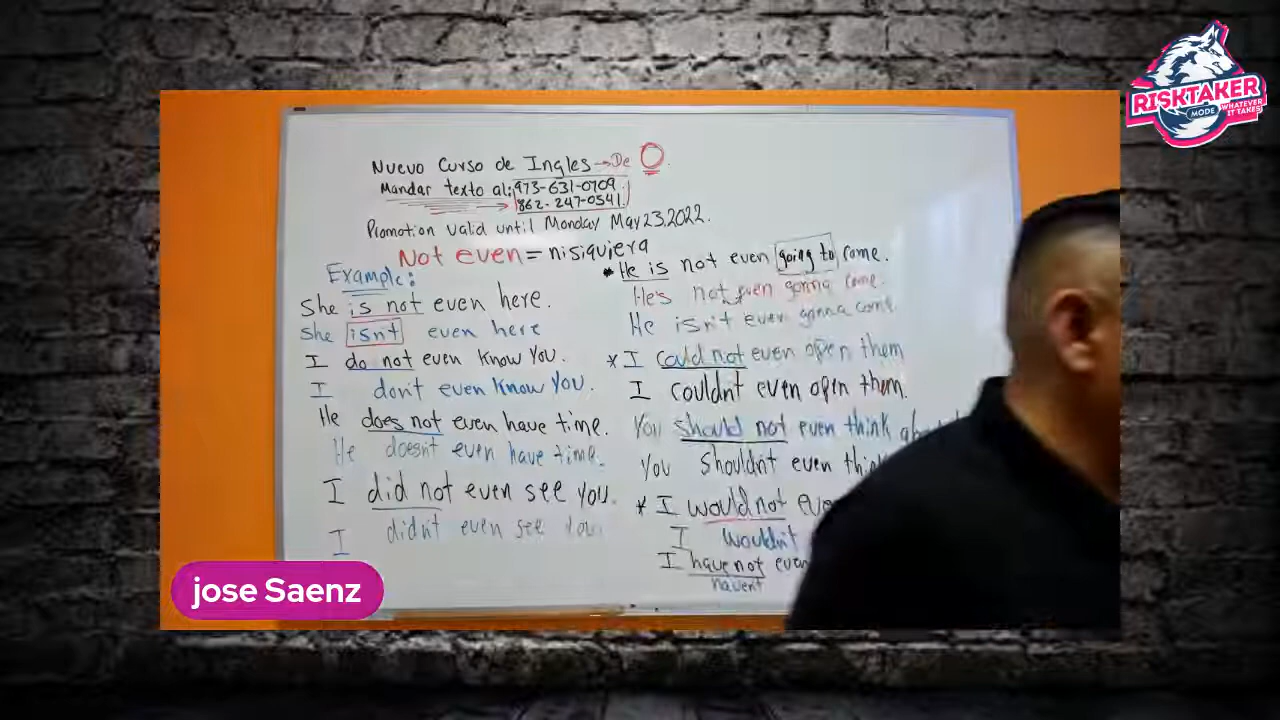 RISKTAKER
MODE
WHATEVER
IT TAKES
Nuevo Curso de Ingles → De 0.
Mandar texto al: 973-631-0709
862-247-0541
Promotion valid until Monday May 23, 2022.
Not even = nisiquiera
Example:
She is not even here.
She isn't even here
I do not even know you.
I don't even know you.
He does not even have time.
He doesn't even have time.
I did not even see you.
I didn't even see you
* He is not even going to come.
He's not even gonna come.
He isn't even gonna come
* I could not even open them
I couldn't even open them.
You should not even think
You shouldn't even
* I would not
I wouldn't
I have not even
haven't
jose Saenz